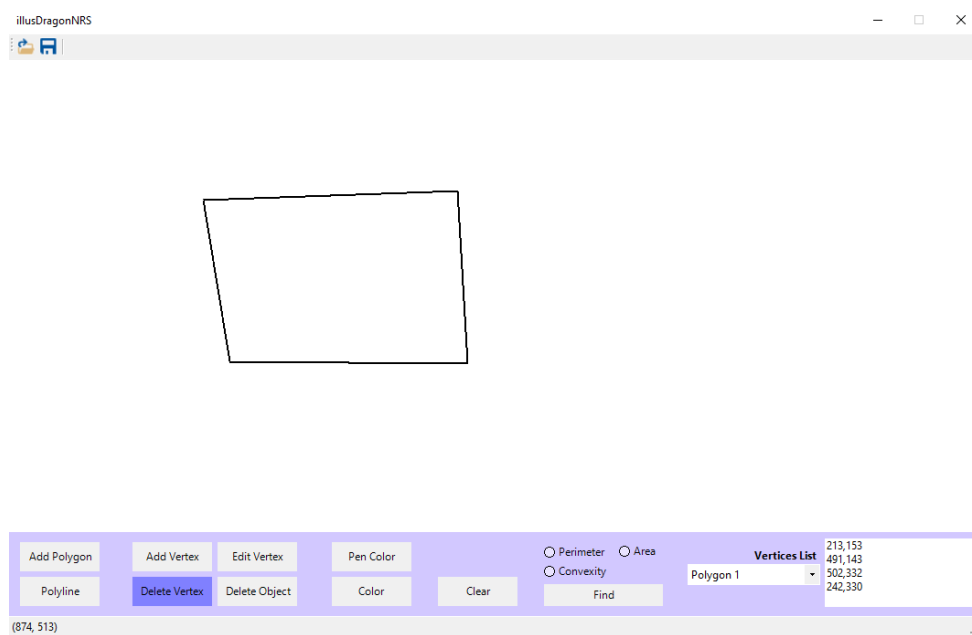 illusDragonNRS
Add Polygon
Add Vertex
Edit Vertex
Pen Color
Perimeter
Area
Convexity
Polyline
Delete Vertex
Delete Object
Color
Clear
Find
Vertices List
Polygon 1
213,153
491,143
502,332
242,330
(874, 513)